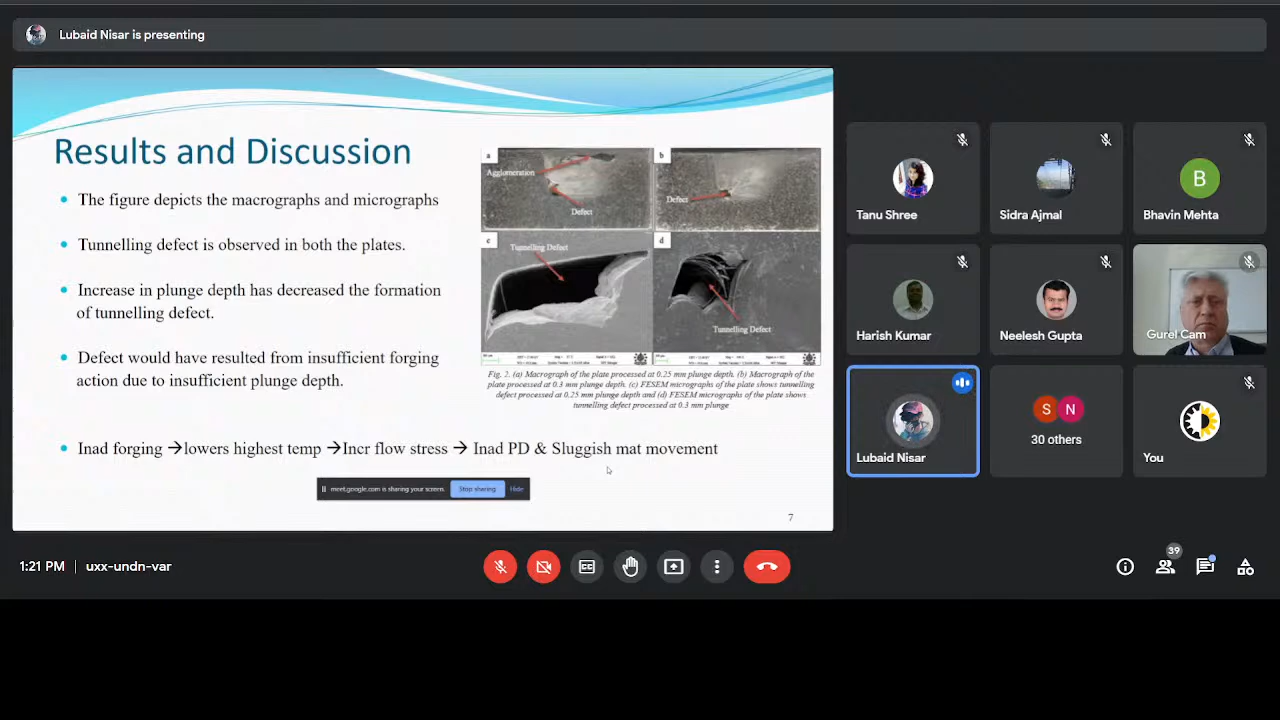 Lubaid Nisar is presenting
Results and Discussion
• The figure depicts the macrographs and micrographs
• Tunnelling defect is observed in both the plates.
• Increase in plunge depth has decreased the formation
of tunnelling defect.
• Defect would have resulted from insufficient forging
action due to insufficient plunge depth.
a
Agglomeration
Defect
b
Defect
c
Tunnelling Defect
d
Tunnelling Defect
Fig. 2. (a) Macrograph of the plate processed at 0.25 mm plunge depth. (b) Macrograph of the
plate processed at 0.3 mm plunge depth. (c) FESEM micrographs of the plate shows tunnelling
defect processed at 0.25 mm plunge depth and (d) FESEM micrographs of the plate shows
tunnelling defect processed at 0.3 mm plunge
• Inad forging →lowers highest temp →Incr flow stress → Inad PD & Sluggish mat movement
meet.google.com is sharing your screen. Stop sharing Hide
7
Tanu Shree
Sidra Ajmal
B
Bhavin Mehta
Harish Kumar
Neelesh Gupta
Gurel Cam
Lubaid Nisar
S N
30 others
You
1:21 PM | uxx-undn-var
39